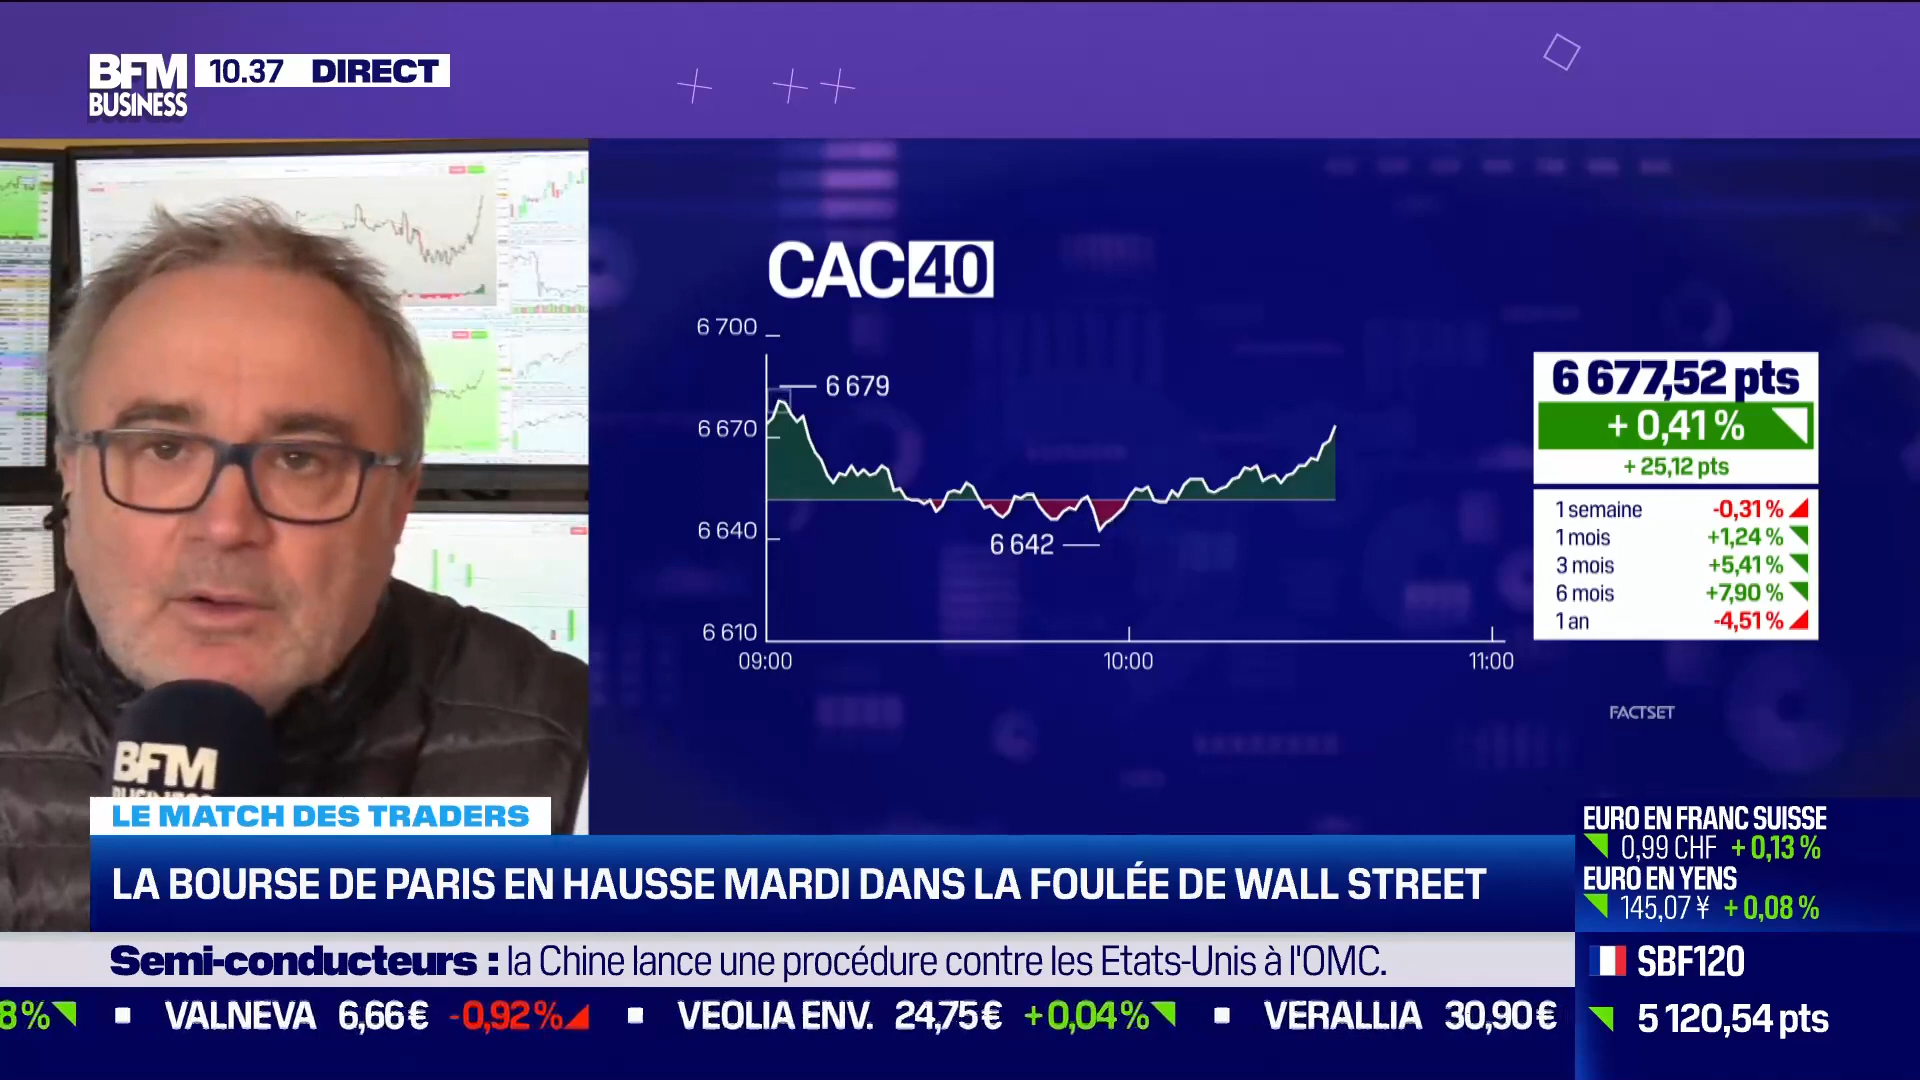 BFM
BUSINESS
10.37 DIRECT
CAC40
6 700
6 679
6 670
6 642
6 640
6 610
09:00
10:00
11:00
6 677,52 pts
+ 0,41 %
+ 25,12 pts
1 semaine -0,31 %
1 mois +1,24 %
3 mois +5,41 %
6 mois +7,90 %
1 an -4,51 %
FACTSET
BFM
LE MATCH DES TRADERS
LA BOURSE DE PARIS EN HAUSSE MARDI DANS LA FOULÉE DE WALL STREET
Semi-conducteurs : la Chine lance une procédure contre les Etats-Unis à l'OMC.
8% VALNEVA 6,66€ -0,92% VEOLIA ENV. 24,75€ +0,04% VERALLIA 30,90€
EURO EN FRANC SUISSE
0,99 CHF + 0,13 %
EURO EN YENS
145,07 ¥ + 0,08 %
SBF120
5 120,54 pts